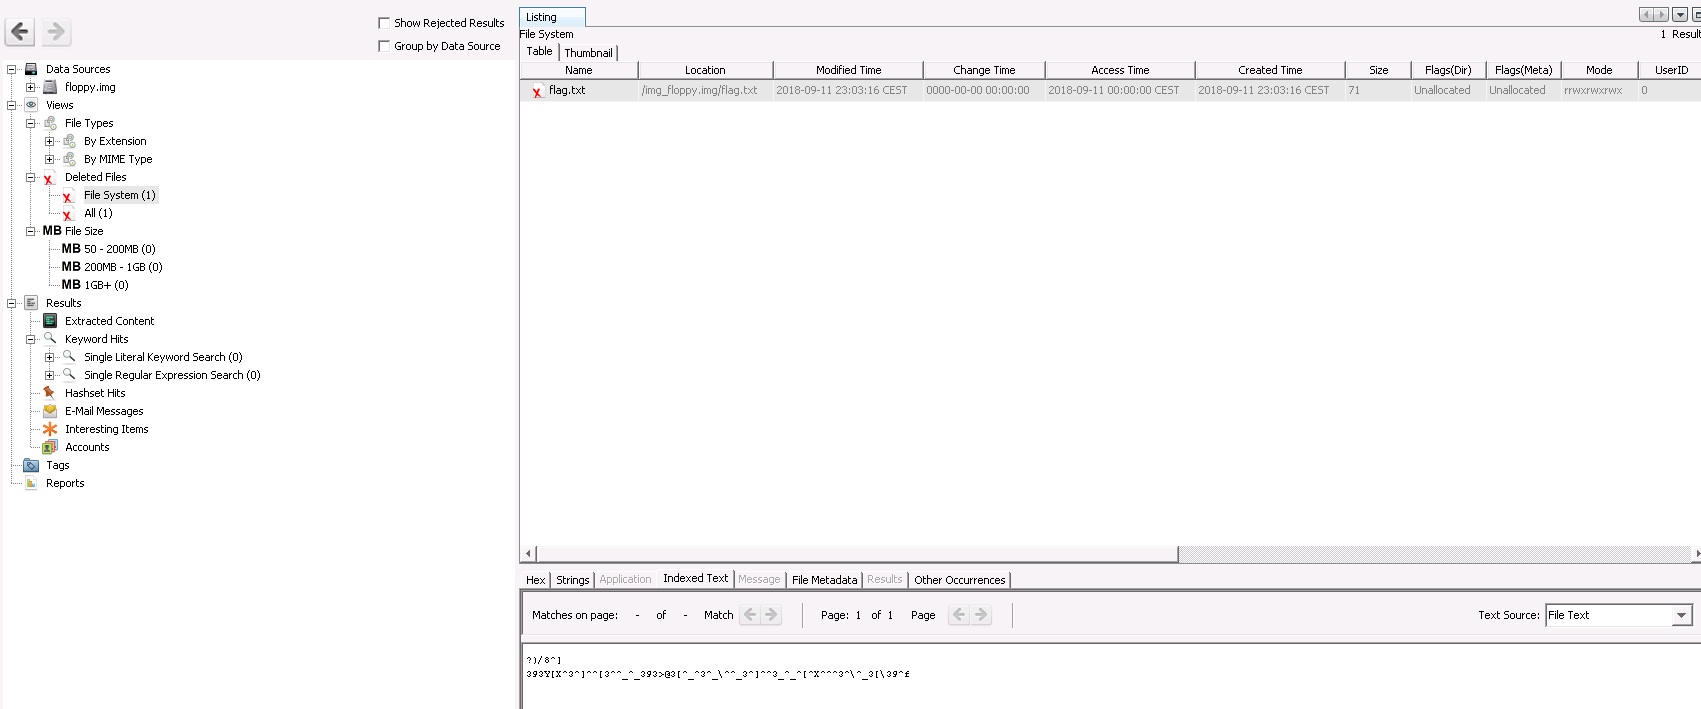 Show Rejected Results
Group by Data Source
Data Sources
floppy.img
Views
File Types
By Extension
By MIME Type
Deleted Files
File System (1)
All (1)
MB File Size
MB 50 - 200MB (0)
MB 200MB - 1GB (0)
MB 1GB+ (0)
Results
Extracted Content
Keyword Hits
Single Literal Keyword Search (0)
Single Regular Expression Search (0)
Hashset Hits
E-Mail Messages
Interesting Items
Accounts
Tags
Reports
Listing
File System
1 Result
Table Thumbnail
Name Location Modified Time Change Time Access Time Created Time Size Flags(Dir) Flags(Meta) Mode UserID
flag.txt /img_floppy.img/flag.txt 2018-09-11 23:03:16 CEST 0000-00-00 00:00:00 2018-09-11 00:00:00 CEST 2018-09-11 23:03:16 CEST 71 Unallocated Unallocated rrwxrwxrwx 0
Hex Strings Application Indexed Text Message File Metadata Results Other Occurrences
Matches on page: - of - Match Page: 1 of 1 Page Text Source: File Text
?)/8^]
393Y[X^3^]^^[3^^_^_393>@3[^_^3^_\^^_3^]^^3_^_^[^X^^^3^\^_3[\39^f